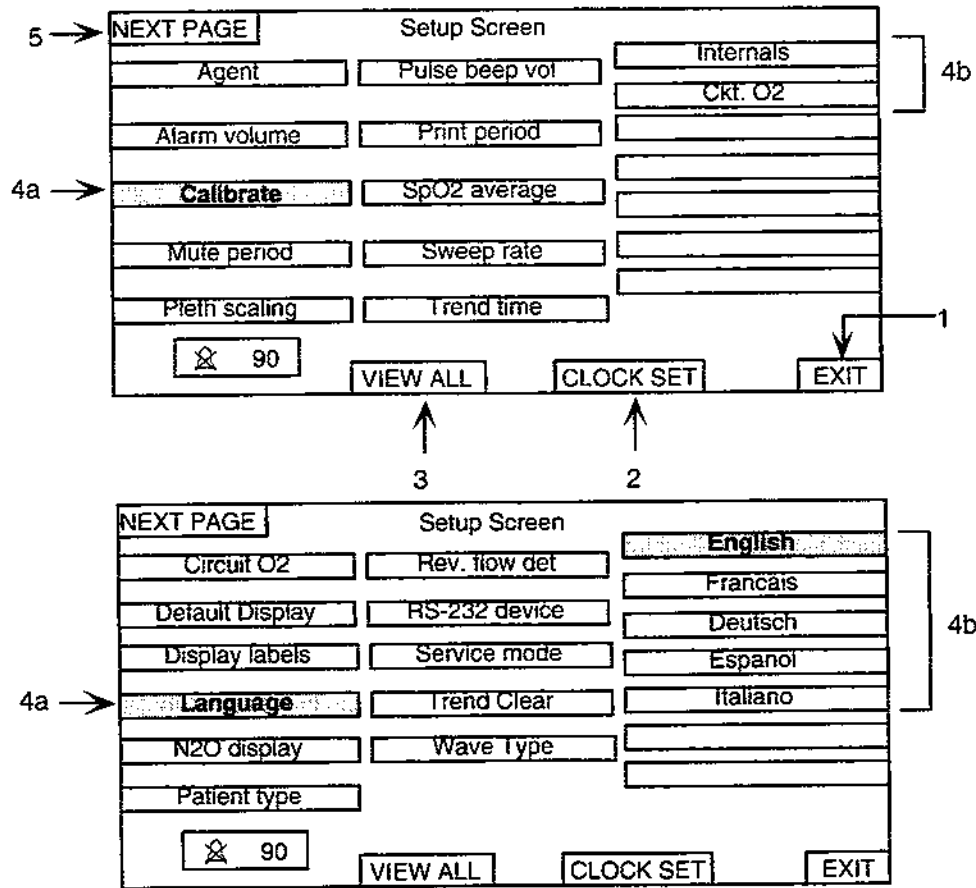 5 NEXT PAGE Setup Screen
Agent Pulse beep vol Internals 4b
Ckt. O2
Alarm volume Print period
4a Calibrate SpO2 average
Mute period Sweep rate
Pleth scaling Trend time
1
90
VIEW ALL CLOCK SET EXIT
3 2
NEXT PAGE Setup Screen
English
Circuit O2 Rev. flow det
Francais
Default Display RS-232 device
Deutsch 4b
Display labels Service mode
Espanol
4a Language Trend Clear Italiano
N2O display Wave Type
Patient type
90
VIEW ALL CLOCK SET EXIT